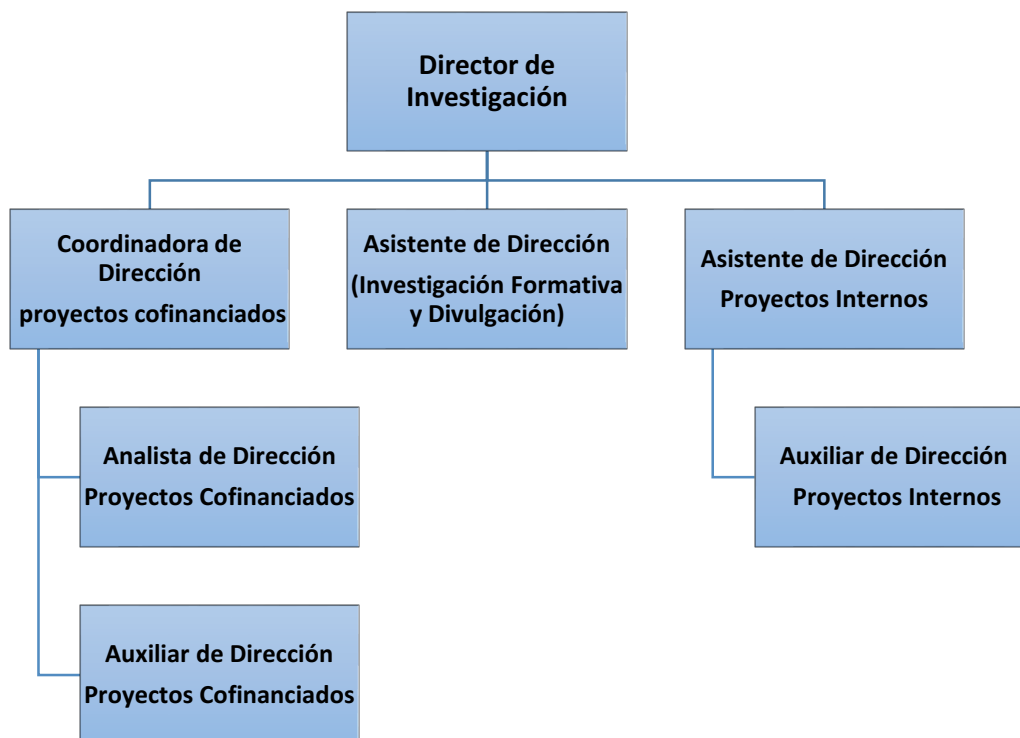 Director de
Investigación
Coordinadora de
Dirección
proyectos cofinanciados
Asistente de Dirección
(Investigación Formativa
y Divulgación)
Asistente de Dirección
Proyectos Internos
Analista de Dirección
Proyectos Cofinanciados
Auxiliar de Dirección
Proyectos Internos
Auxiliar de Dirección
Proyectos Cofinanciados